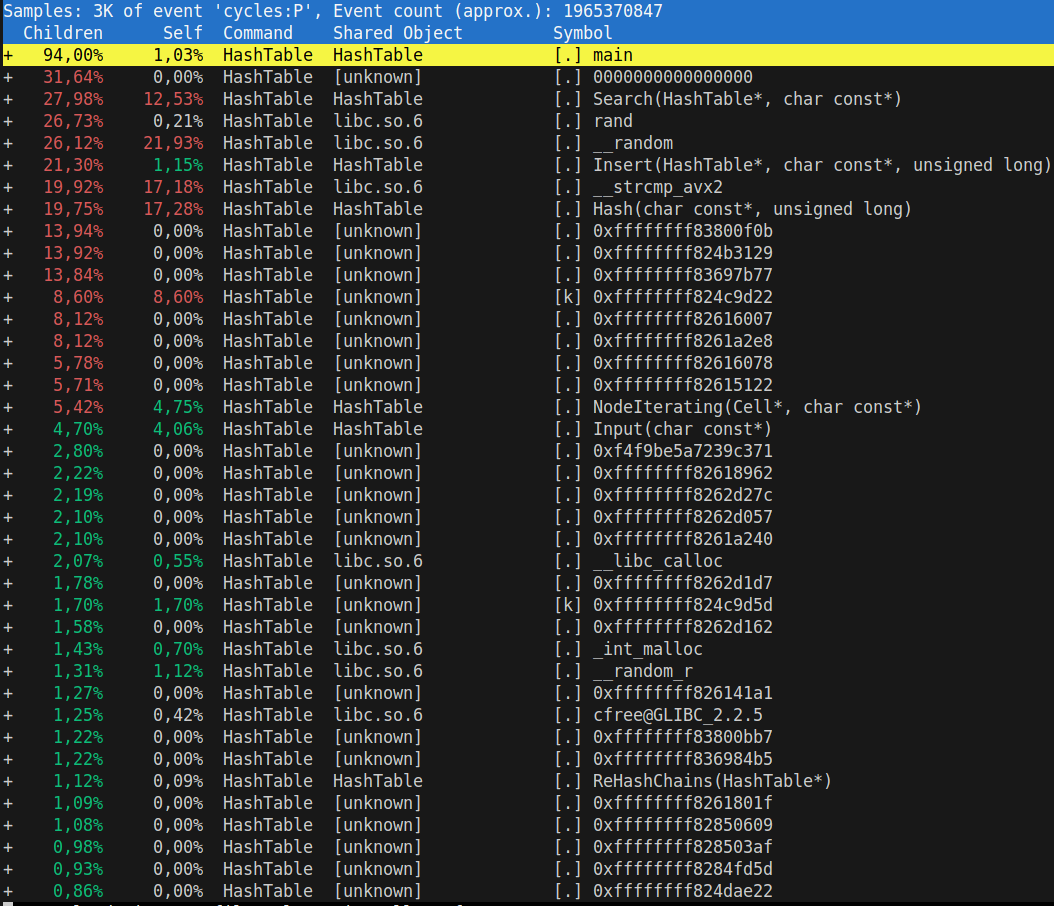 Samples: 3K of event 'cycles:P', Event count (approx.): 1965370847
Children Self Command Shared Object Symbol
+ 94,00% 1,03% HashTable HashTable [.] main
+ 31,64% 0,00% HashTable [unknown] [.] 0000000000000000
+ 27,98% 12,53% HashTable HashTable [.] Search(HashTable*, char const*)
+ 26,73% 0,21% HashTable libc.so.6 [.] rand
+ 26,12% 21,93% HashTable libc.so.6 [.] __random
+ 21,30% 1,15% HashTable HashTable [.] Insert(HashTable*, char const*, unsigned long)
+ 19,92% 17,18% HashTable libc.so.6 [.] __strcmp_avx2
+ 19,75% 17,28% HashTable HashTable [.] Hash(char const*, unsigned long)
+ 13,94% 0,00% HashTable [unknown] [.] 0xffffffff83800f0b
+ 13,92% 0,00% HashTable [unknown] [.] 0xffffffff824b3129
+ 13,84% 0,00% HashTable [unknown] [.] 0xffffffff83697b77
+ 8,60% 8,60% HashTable [unknown] [k] 0xffffffff824c9d22
+ 8,12% 0,00% HashTable [unknown] [.] 0xffffffff82616007
+ 8,12% 0,00% HashTable [unknown] [.] 0xffffffff8261a2e8
+ 5,78% 0,00% HashTable [unknown] [.] 0xffffffff82616078
+ 5,71% 0,00% HashTable [unknown] [.] 0xffffffff82615122
+ 5,42% 4,75% HashTable HashTable [.] NodeIterating(Cell*, char const*)
+ 4,70% 4,06% HashTable HashTable [.] Input(char const*)
+ 2,80% 0,00% HashTable [unknown] [.] 0xf4f9be5a7239c371
+ 2,22% 0,00% HashTable [unknown] [.] 0xffffffff82618962
+ 2,19% 0,00% HashTable [unknown] [.] 0xffffffff8262d27c
+ 2,10% 0,00% HashTable [unknown] [.] 0xffffffff8262d057
+ 2,10% 0,00% HashTable [unknown] [.] 0xffffffff8261a240
+ 2,07% 0,55% HashTable libc.so.6 [.] __libc_calloc
+ 1,78% 0,00% HashTable [unknown] [.] 0xffffffff8262d1d7
+ 1,70% 1,70% HashTable [unknown] [k] 0xffffffff824c9d5d
+ 1,58% 0,00% HashTable [unknown] [.] 0xffffffff8262d162
+ 1,43% 0,70% HashTable libc.so.6 [.] _int_malloc
+ 1,31% 1,12% HashTable libc.so.6 [.] __random_r
+ 1,27% 0,00% HashTable [unknown] [.] 0xffffffff826141a1
+ 1,25% 0,42% HashTable libc.so.6 [.] cfree@GLIBC_2.2.5
+ 1,22% 0,00% HashTable [unknown] [.] 0xffffffff83800bb7
+ 1,22% 0,00% HashTable [unknown] [.] 0xffffffff836984b5
+ 1,12% 0,09% HashTable HashTable [.] ReHashChains(HashTable*)
+ 1,09% 0,00% HashTable [unknown] [.] 0xffffffff8261801f
+ 1,08% 0,00% HashTable [unknown] [.] 0xffffffff82850609
+ 0,98% 0,00% HashTable [unknown] [.] 0xffffffff828503af
+ 0,93% 0,00% HashTable [unknown] [.] 0xffffffff8284fd5d
+ 0,86% 0,00% HashTable [unknown] [.] 0xffffffff824dae22